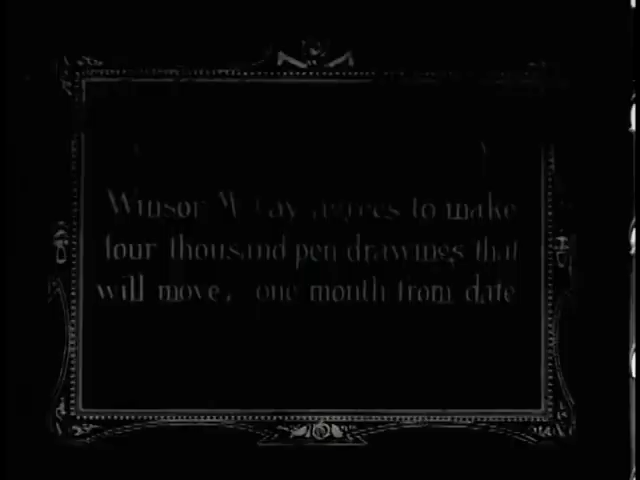 Winsor McCay agrees to make
four thousand pen drawings that
will move, one month from date